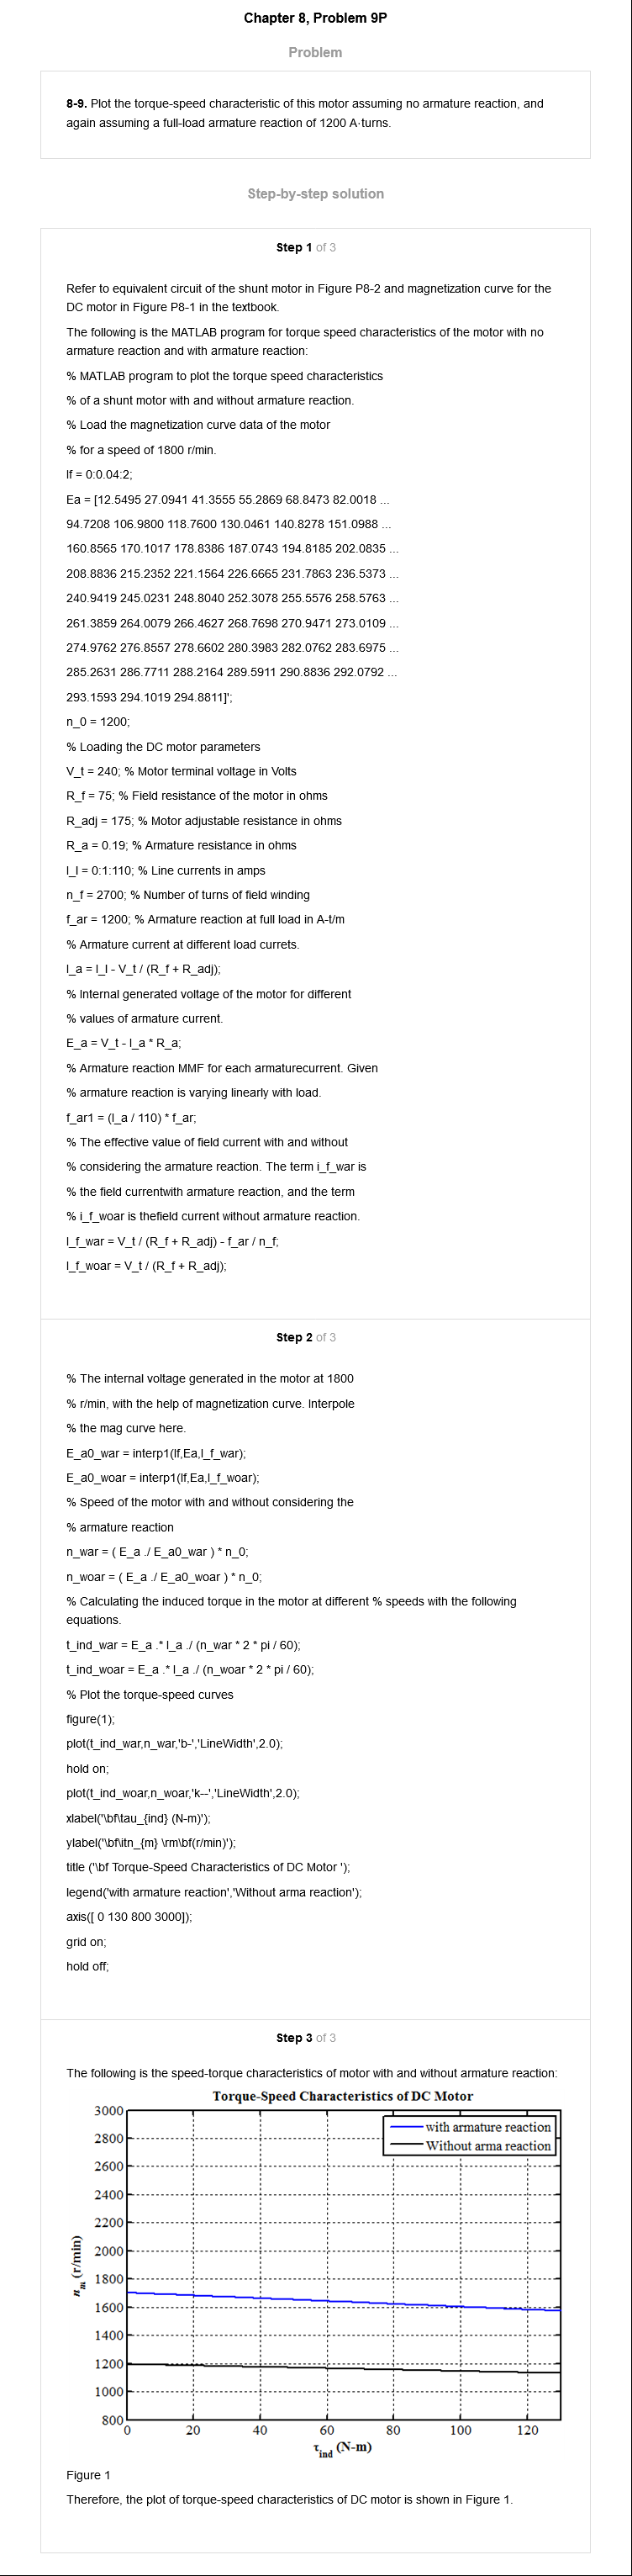 Chapter 8, Problem 9P
Problem
8-9. Plot the torque-speed characteristic of this motor assuming no armature reaction, and
again assuming a full-load armature reaction of 1200 A·turns.
Step-by-step solution
Step 1 of 3
Refer to equivalent circuit of the shunt motor in Figure P8-2 and magnetization curve for the
DC motor in Figure P8-1 in the textbook.
The following is the MATLAB program for torque speed characteristics of the motor with no
armature reaction and with armature reaction:
% MATLAB program to plot the torque speed characteristics
% of a shunt motor with and without armature reaction.
% Load the magnetization curve data of the motor
% for a speed of 1800 r/min.
If = 0:0.04:2;
Ea = [12.5495 27.0941 41.3555 55.2869 68.8473 82.0018 ...
94.7208 106.9800 118.7600 130.0461 140.8278 151.0988 ...
160.8565 170.1017 178.8386 187.0743 194.8185 202.0835 ...
208.8836 215.2352 221.1564 226.6665 231.7863 236.5373 ...
240.9419 245.0231 248.8040 252.3078 255.5576 258.5763 ...
261.3859 264.0079 266.4627 268.7698 270.9471 273.0109 ...
274.9762 276.8557 278.6602 280.3983 282.0762 283.6975 ...
285.2631 286.7711 288.2164 289.5911 290.8836 292.0792 ...
293.1593 294.1019 294.8811]';
n_0 = 1200;
% Loading the DC motor parameters
V_t = 240; % Motor terminal voltage in Volts
R_f = 75; % Field resistance of the motor in ohms
R_adj = 175; % Motor adjustable resistance in ohms
R_a = 0.19; % Armature resistance in ohms
I_l = 0:1:110; % Line currents in amps
n_f = 2700; % Number of turns of field winding
f_ar = 1200; % Armature reaction at full load in A-t/m
% Armature current at different load currets.
I_a = I_l - V_t / (R_f + R_adj);
% Internal generated voltage of the motor for different
% values of armature current.
E_a = V_t - I_a * R_a;
% Armature reaction MMF for each armaturecurrent. Given
% armature reaction is varying linearly with load.
f_ar1 = (I_a / 110) * f_ar;
% The effective value of field current with and without
% considering the armature reaction. The term i_f_war is
% the field currentwith armature reaction, and the term
% i_f_woar is thefield current without armature reaction.
I_f_war = V_t / (R_f + R_adj) - f_ar / n_f;
I_f_woar = V_t / (R_f + R_adj);
Step 2 of 3
% The internal voltage generated in the motor at 1800
% r/min, with the help of magnetization curve. Interpole
% the mag curve here.
E_a0_war = interp1(If,Ea,I_f_war);
E_a0_woar = interp1(If,Ea,I_f_woar);
% Speed of the motor with and without considering the
% armature reaction
n_war = ( E_a ./ E_a0_war ) * n_0;
n_woar = ( E_a ./ E_a0_woar ) * n_0;
% Calculating the induced torque in the motor at different % speeds with the following
equations.
t_ind_war = E_a .* I_a ./ (n_war * 2 * pi / 60);
t_ind_woar = E_a .* I_a ./ (n_woar * 2 * pi / 60);
% Plot the torque-speed curves
figure(1);
plot(t_ind_war,n_war,'b-','LineWidth',2.0);
hold on;
plot(t_ind_woar,n_woar,'k--','LineWidth',2.0);
xlabel('\bf\tau_{ind} (N-m)');
ylabel('\bf\itn_{m} \rm\bf(r/min)');
title ('\bf Torque-Speed Characteristics of DC Motor ');
legend('with armature reaction','Without arma reaction');
axis([ 0 130 800 3000]);
grid on;
hold off;
Step 3 of 3
The following is the speed-torque characteristics of motor with and without armature reaction:
Torque-Speed Characteristics of DC Motor
with armature reaction
Without arma reaction
3000
2800
2600
2400
2200
2000
1800
1600
1400
1200
1000
800
n_m (r/min)
0 20 40 60 80 100 120
τ_ind (N-m)
Figure 1
Therefore, the plot of torque-speed characteristics of DC motor is shown in Figure 1.